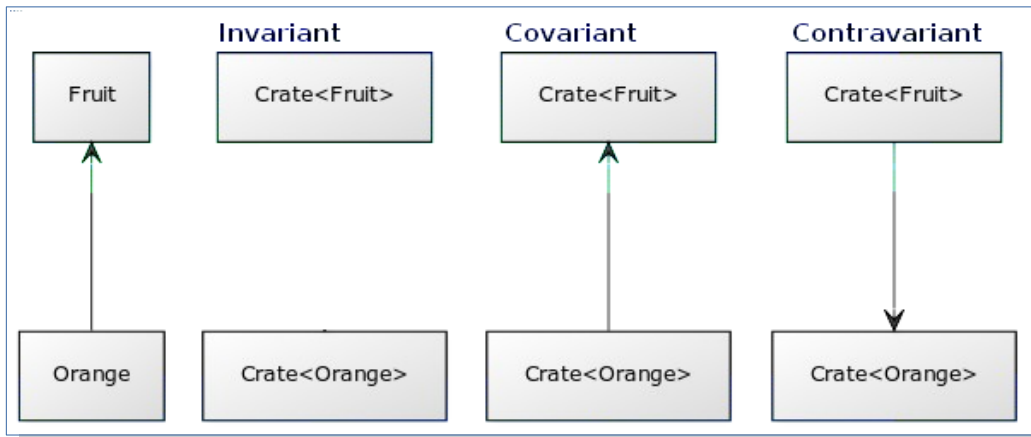 Invariant Covariant Contravariant
Fruit Crate<Fruit> Crate<Fruit> Crate<Fruit>
Orange Crate<Orange> Crate<Orange> Crate<Orange>